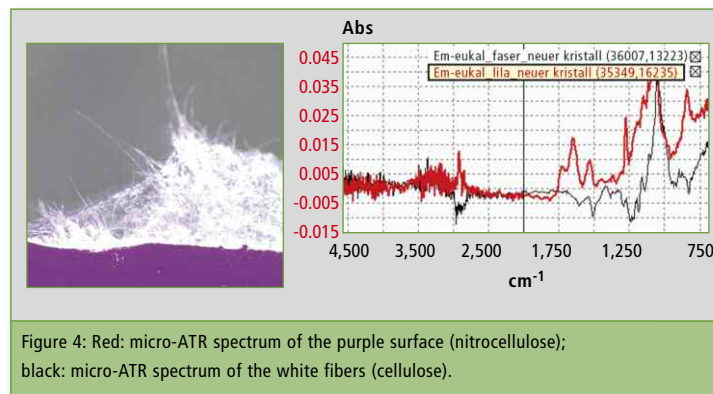 Abs
Em-eukal_faser_neuer kristall (36007,13223)
Em-eukal_lila_neuer kristall (35349,16235)
0.045
0.035
0.025
0.015
0.005
-0.005
-0.015
4,500 3,500 2,500 1,750 1,250 750
cm-1
Figure 4: Red: micro-ATR spectrum of the purple surface (nitrocellulose);
black: micro-ATR spectrum of the white fibers (cellulose).